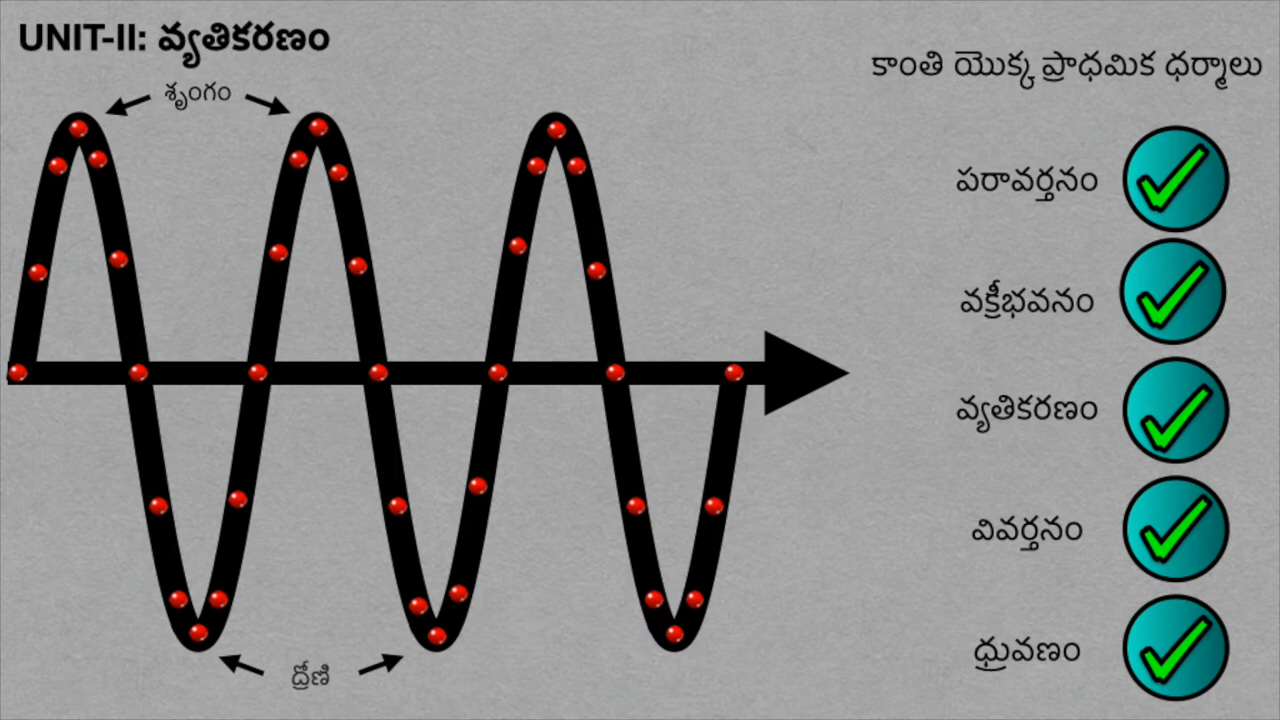 UNIT-II: వ్యతికరణం
శృంగం
ద్రోణి
కాంతి యొక్క ప్రాధమిక ధర్మాలు
పరావర్తనం
వక్రీభవనం
వ్యతికరణం
వివర్తనం
ధ్రువణం